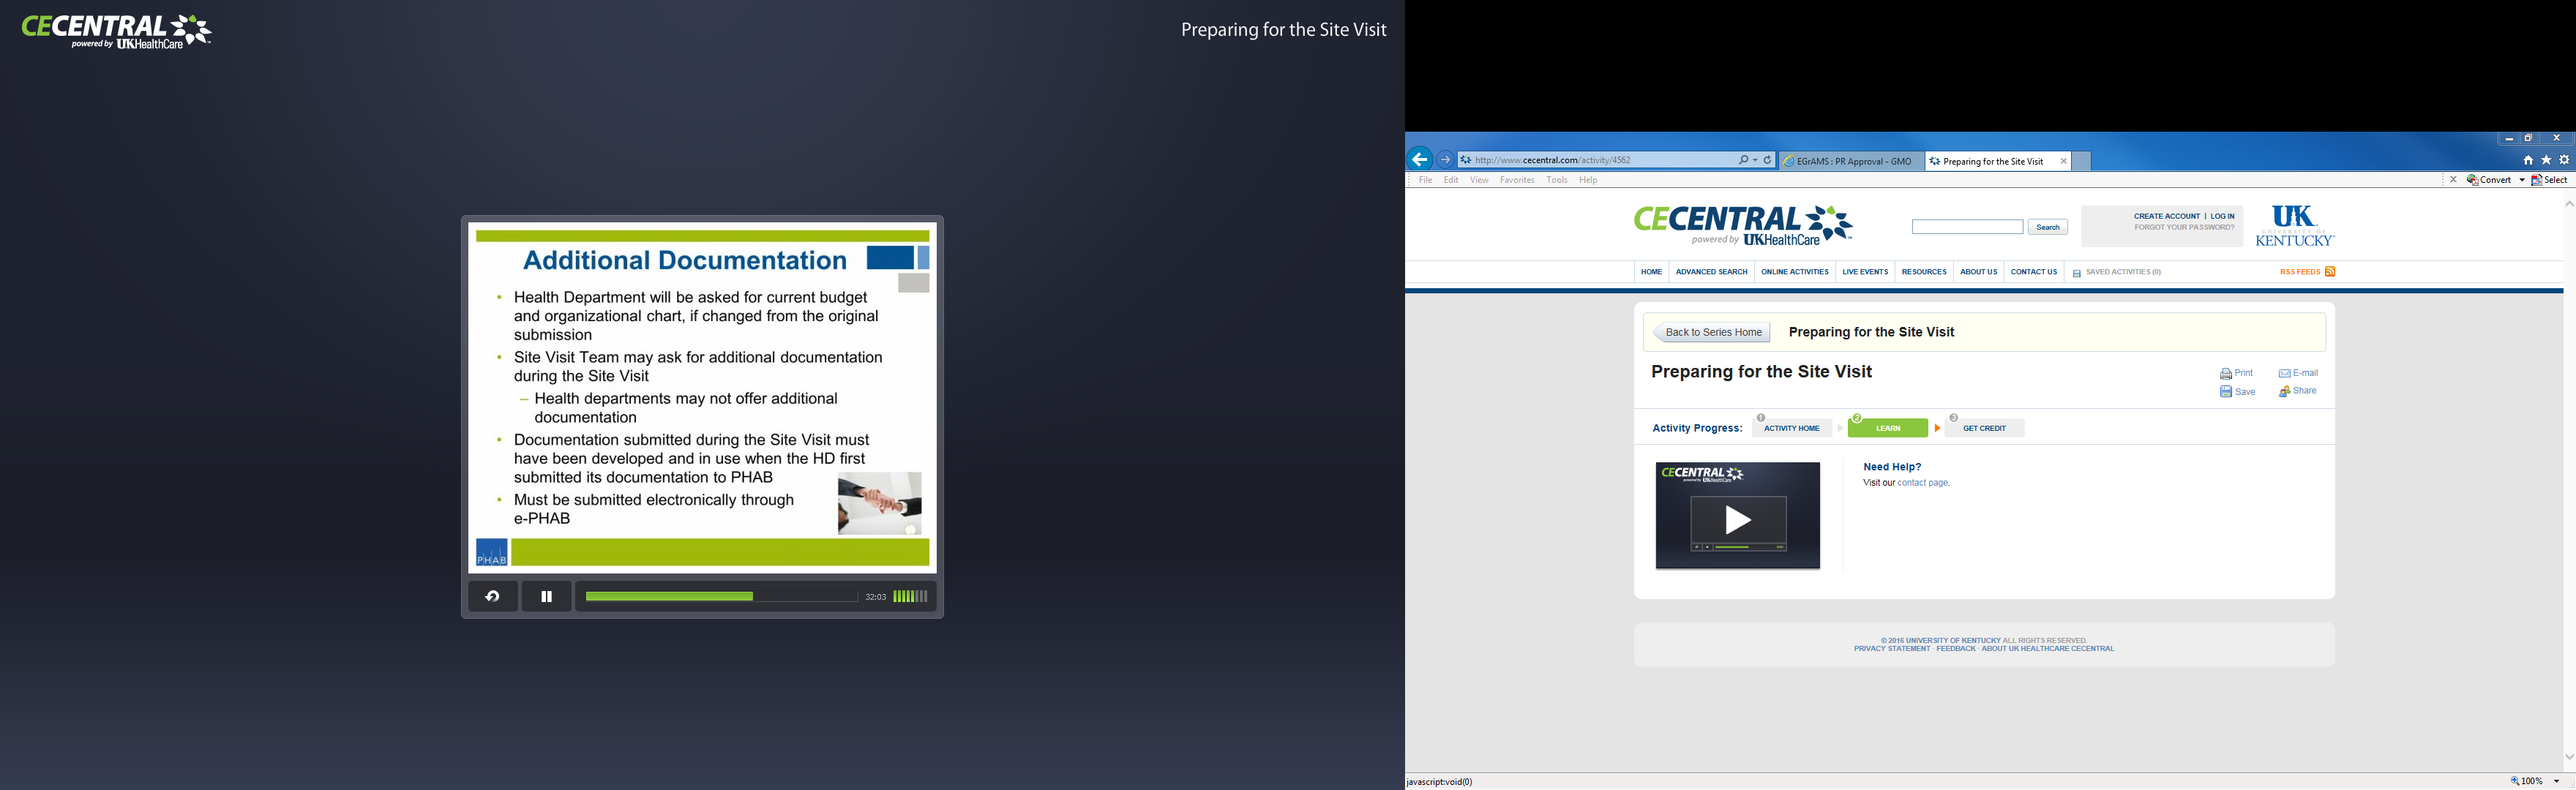 CECENTRAL
powered by UKHealthCare
Preparing for the Site Visit
Additional Documentation
• Health Department will be asked for current budget
and organizational chart, if changed from the original
submission
• Site Visit Team may ask for additional documentation
during the Site Visit
– Health departments may not offer additional
documentation
• Documentation submitted during the Site Visit must
have been developed and in use when the HD first
submitted its documentation to PHAB
• Must be submitted electronically through
e-PHAB
PHAB
32:03
http://www.cecentral.com/activity/4562
EGrAMS : PR Approval - GMO
Preparing for the Site Visit
File Edit View Favorites Tools Help
Convert Select
CECENTRAL
powered by UKHealthCare
Search
CREATE ACCOUNT | LOG IN
FORGOT YOUR PASSWORD?
UK
UNIVERSITY OF
KENTUCKY
HOME ADVANCED SEARCH ONLINE ACTIVITIES LIVE EVENTS RESOURCES ABOUT US CONTACT US SAVED ACTIVITIES (0) RSS FEEDS
Back to Series Home Preparing for the Site Visit
Preparing for the Site Visit
Print E-mail
Save Share
Activity Progress: 1 ACTIVITY HOME 2 LEARN 3 GET CREDIT
CECENTRAL
powered by UKHealthCare
Need Help?
Visit our contact page.
© 2016 UNIVERSITY OF KENTUCKY ALL RIGHTS RESERVED.
PRIVACY STATEMENT · FEEDBACK · ABOUT UK HEALTHCARE CECENTRAL
javascript:void(0)
100%